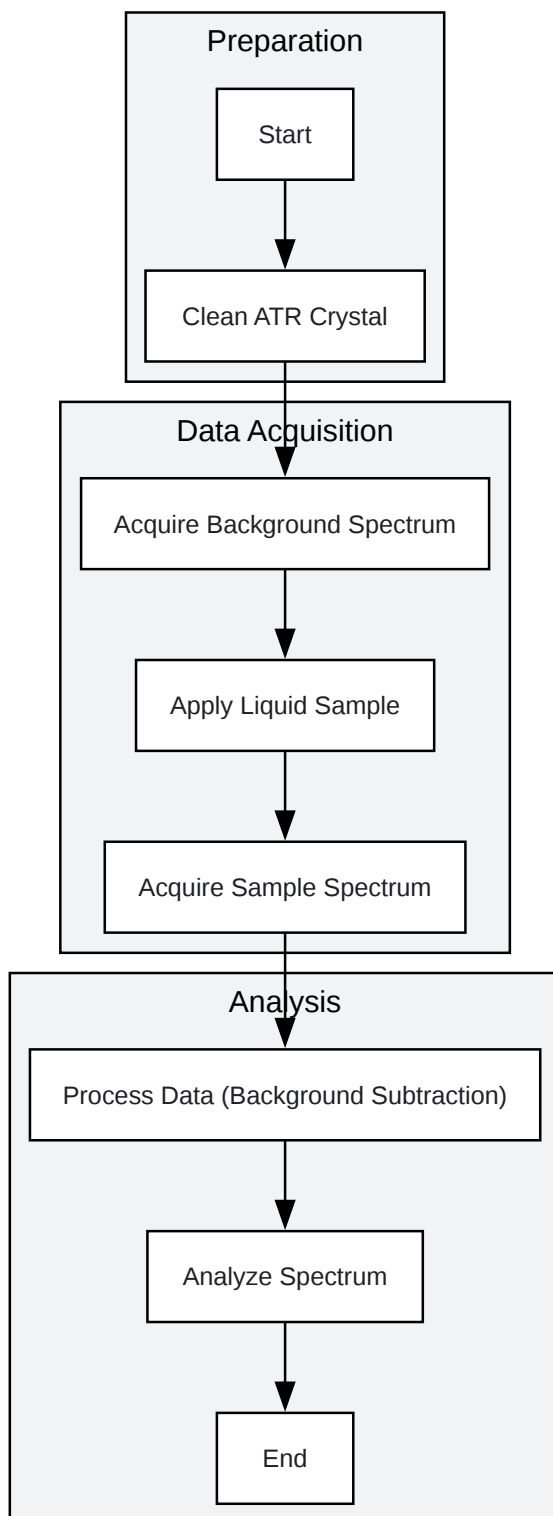 Preparation
Start
Clean ATR Crystal
Data Acquisition
Acquire Background Spectrum
Apply Liquid Sample
Acquire Sample Spectrum
Analysis
Process Data (Background Subtraction)
Analyze Spectrum
End